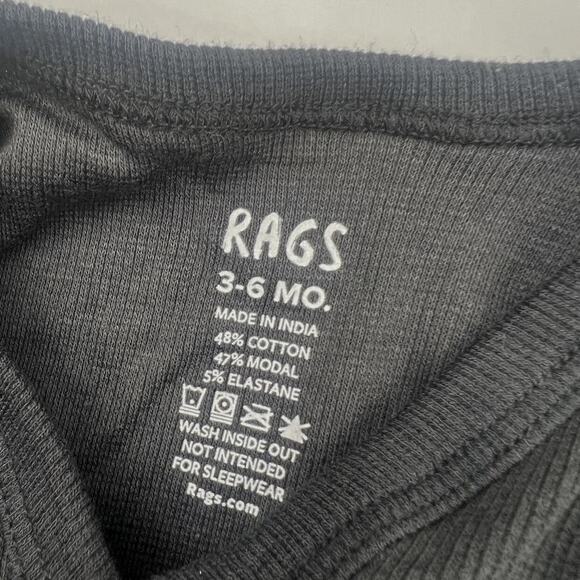 RAGS
3-6 MO.
MADE IN INDIA
48% COTTON
47% MODAL
5% ELASTANE
WASH INSIDE OUT
NOT INTENDED
FOR SLEEPWEAR
Rags.com